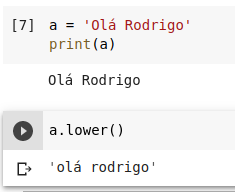 [7] a = 'Olá Rodrigo'
print(a)
Olá Rodrigo
a.lower()
'olá rodrigo'